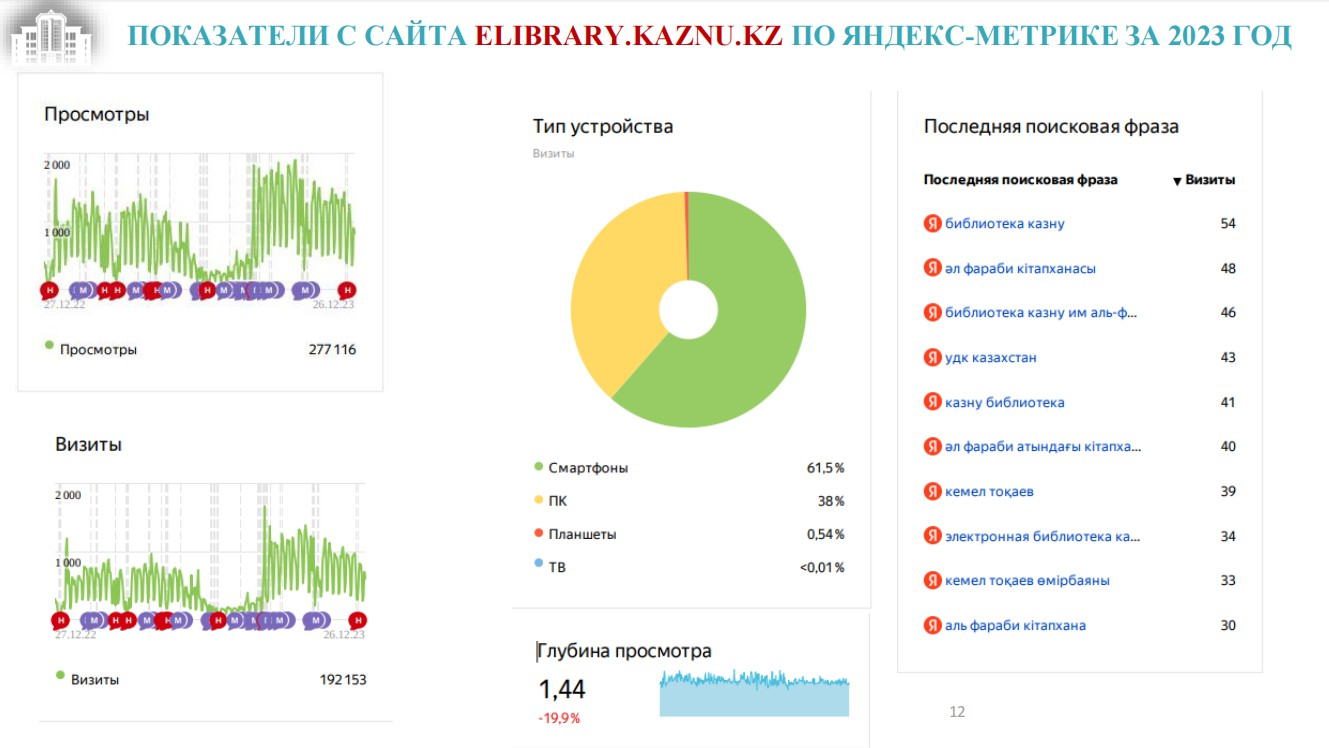 ПОКАЗАТЕЛИ С САЙТА ELIBRARY.KAZNU.KZ ПО ЯНДЕКС-МЕТРИКЕ ЗА 2023 ГОД
Просмотры
2 000
1 000
27.12.22 26.12.23
Просмотры 277 116
Визиты
2 000
1 000
27.12.22 26.12.23
Визиты 192 153
Тип устройства
Визиты
Смартфоны 61,5 %
ПК 38 %
Планшеты 0,54 %
ТВ <0,01 %
Глубина просмотра
1,44
-19,9 %
Последняя поисковая фраза
Последняя поисковая фраза ▼ Визиты
Я библиотека казну 54
Я әл фараби кітапханасы 48
Я библиотека казну им аль-ф... 46
Я удк казахстан 43
Я казну библиотека 41
Я әл фараби атындағы кітапха... 40
Я кемел тоқаев 39
Я электронная библиотека ка... 34
Я кемел тоқаев өмірбаяны 33
Я аль фараби кітапхана 30
12